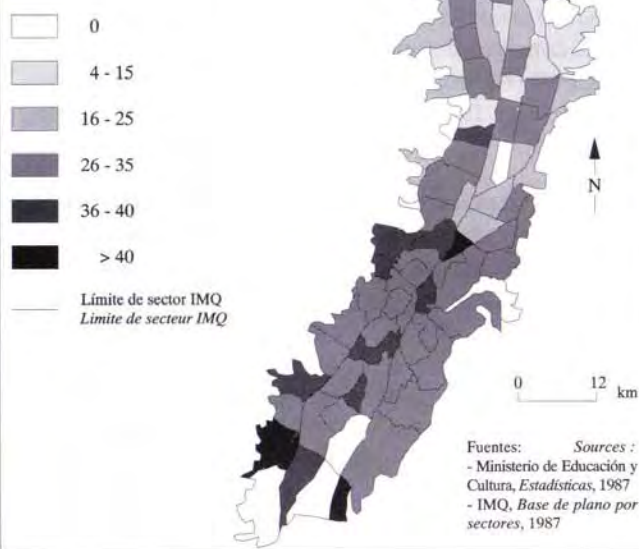 0
4 - 15
16 - 25
26 - 35
36 - 40
> 40
Límite de sector IMQ
Limite de secteur IMQ
N
0 12 km
Fuentes: Sources :
- Ministerio de Educación y
Cultura, Estadísticas, 1987
- IMQ, Base de plano por
sectores, 1987